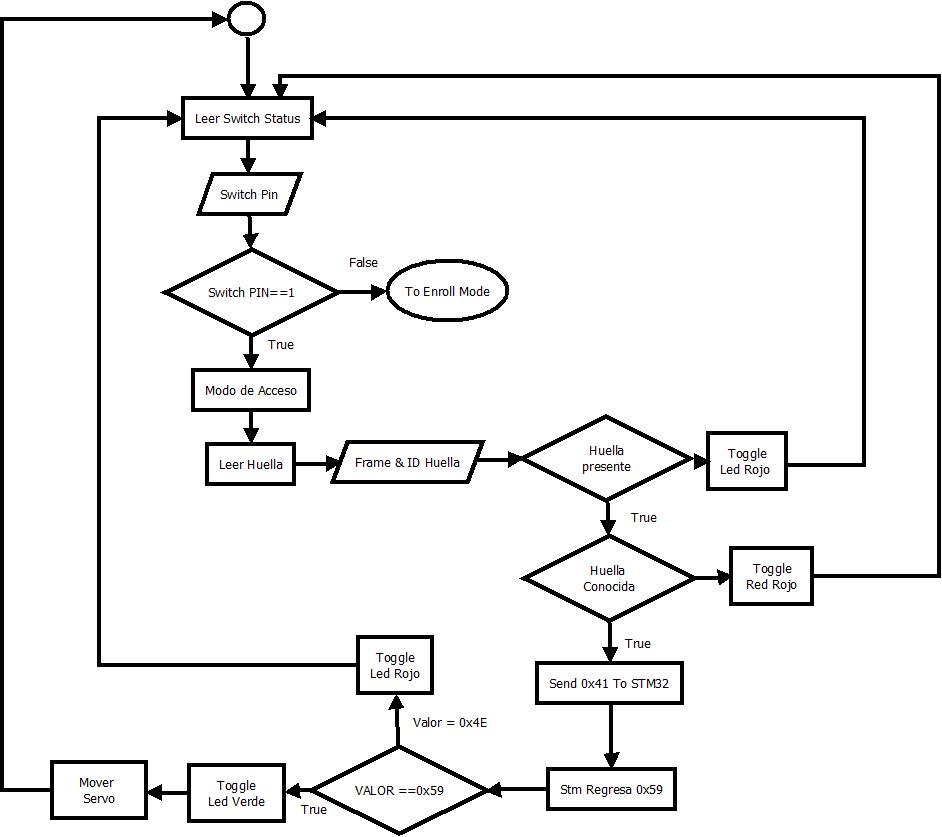 Leer Switch Status
Switch Pin
False
Switch PIN==1
To Enroll Mode
True
Modo de Acceso
Leer Huella
Frame & ID Huella
Huella
presente
Toggle
Led Rojo
True
Huella
Conocida
Toggle
Red Rojo
True
Send 0x41 To STM32
Toggle
Led Rojo
Valor = 0x4E
Mover
Servo
Toggle
Led Verde
True
VALOR ==0x59
Stm Regresa 0x59